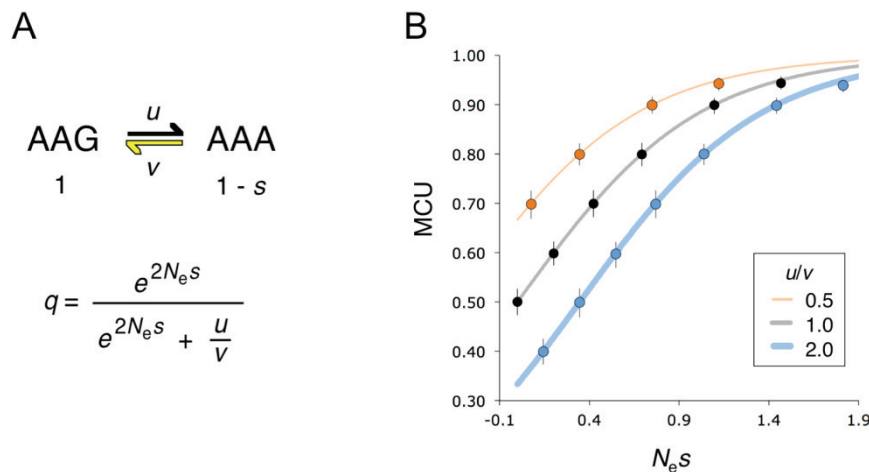 A
u
AAG AAA
v
1 1 - s
q = e^{2N_e s} / (e^{2N_e s} + u/v)
B
MCU
1.00
0.90
0.80
0.70
0.60
0.50
0.40
0.30
-0.1 0.4 0.9 1.4 1.9
N_e s
u/v
0.5
1.0
2.0